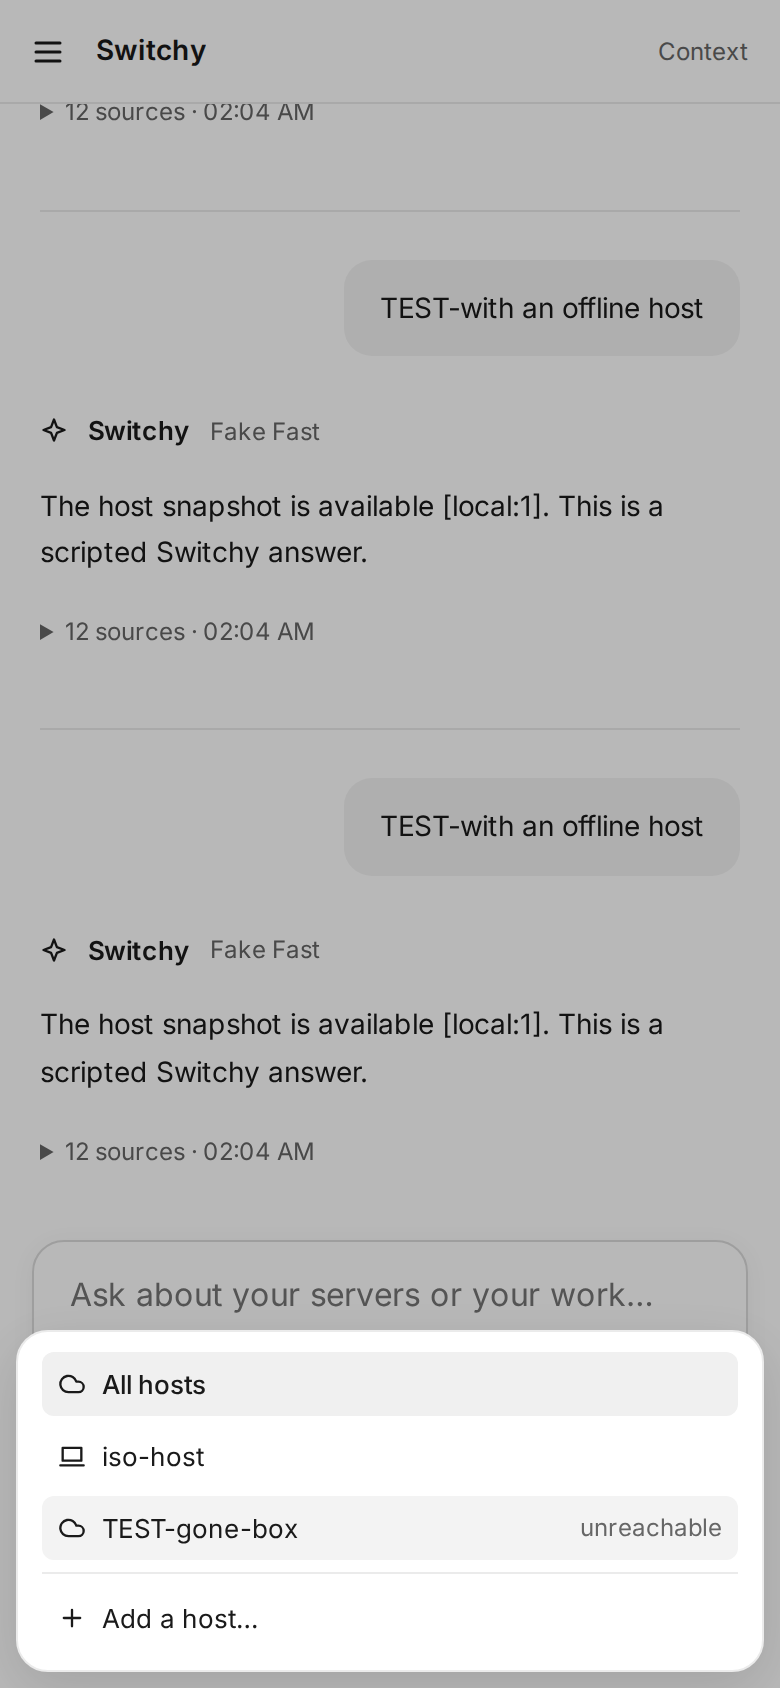 Switchy
Context
12 sources · 02:04 AM
TEST-with an offline host
Switchy Fake Fast
The host snapshot is available [local:1]. This is a
scripted Switchy answer.
12 sources · 02:04 AM
TEST-with an offline host
Switchy Fake Fast
The host snapshot is available [local:1]. This is a
scripted Switchy answer.
12 sources · 02:04 AM
Ask about your servers or your work...
All hosts
iso-host
TEST-gone-box unreachable
Add a host...